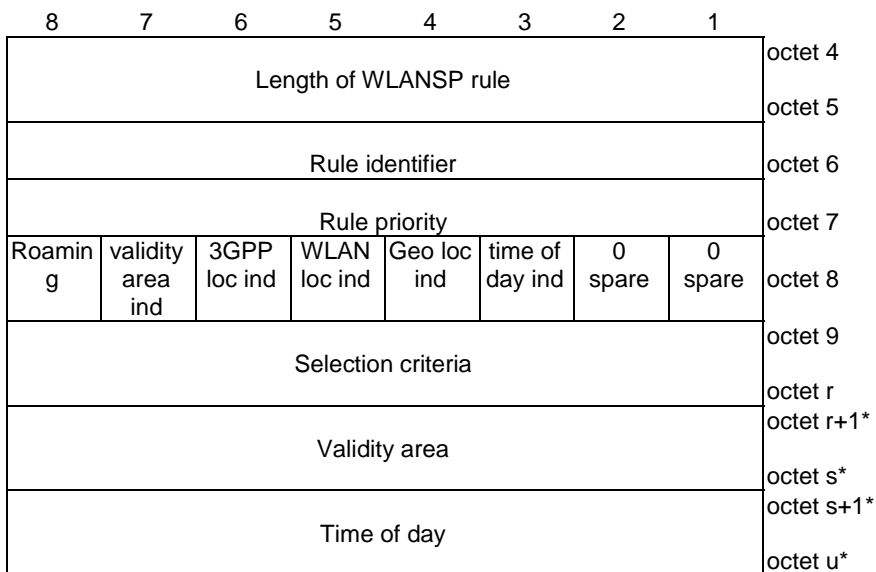 8 7 6 5 4 3 2 1
octet 4
Length of WLANSP rule
octet 5
Rule identifier octet 6
Rule priority octet 7
Roamin validity 3GPP WLAN Geo loc time of 0 0
g area loc ind loc ind ind day ind spare spare octet 8
ind
octet 9
Selection criteria
octet r
octet r+1*
Validity area
octet s*
octet s+1*
Time of day
octet u*